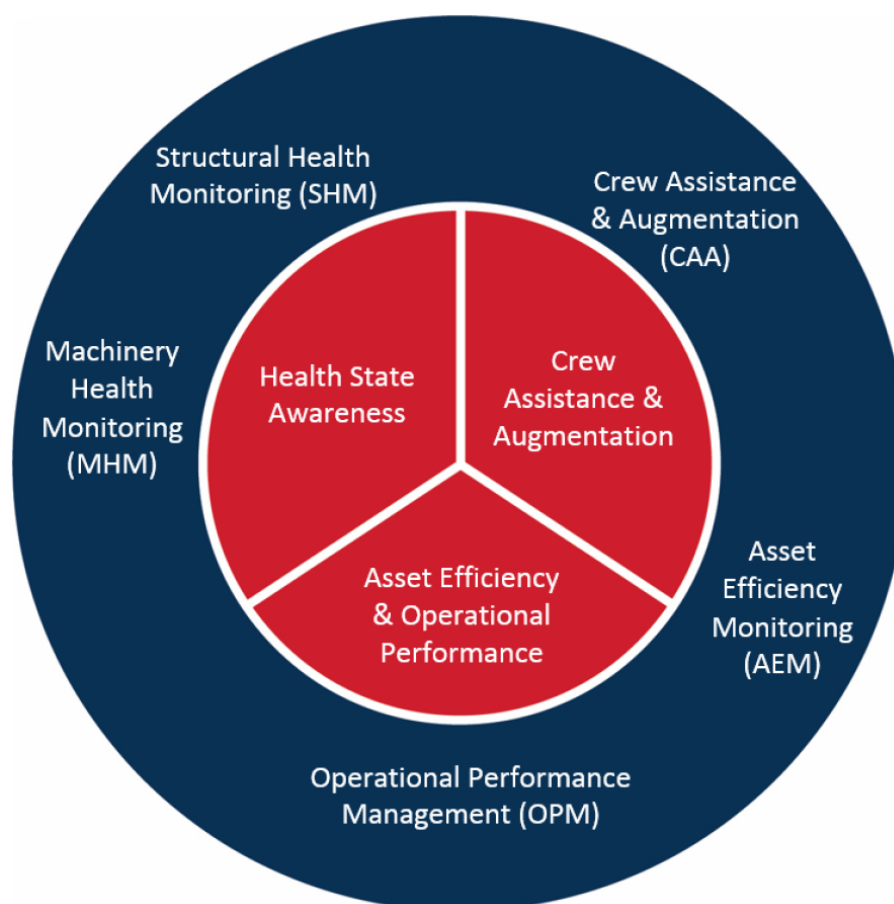 Structural Health
Monitoring (SHM)
Crew Assistance
& Augmentation
(CAA)
Machinery
Health
Monitoring
(MHM)
Health State
Awareness
Crew
Assistance &
Augmentation
Asset Efficiency
& Operational
Performance
Asset
Efficiency
Monitoring
(AEM)
Operational Performance
Management (OPM)